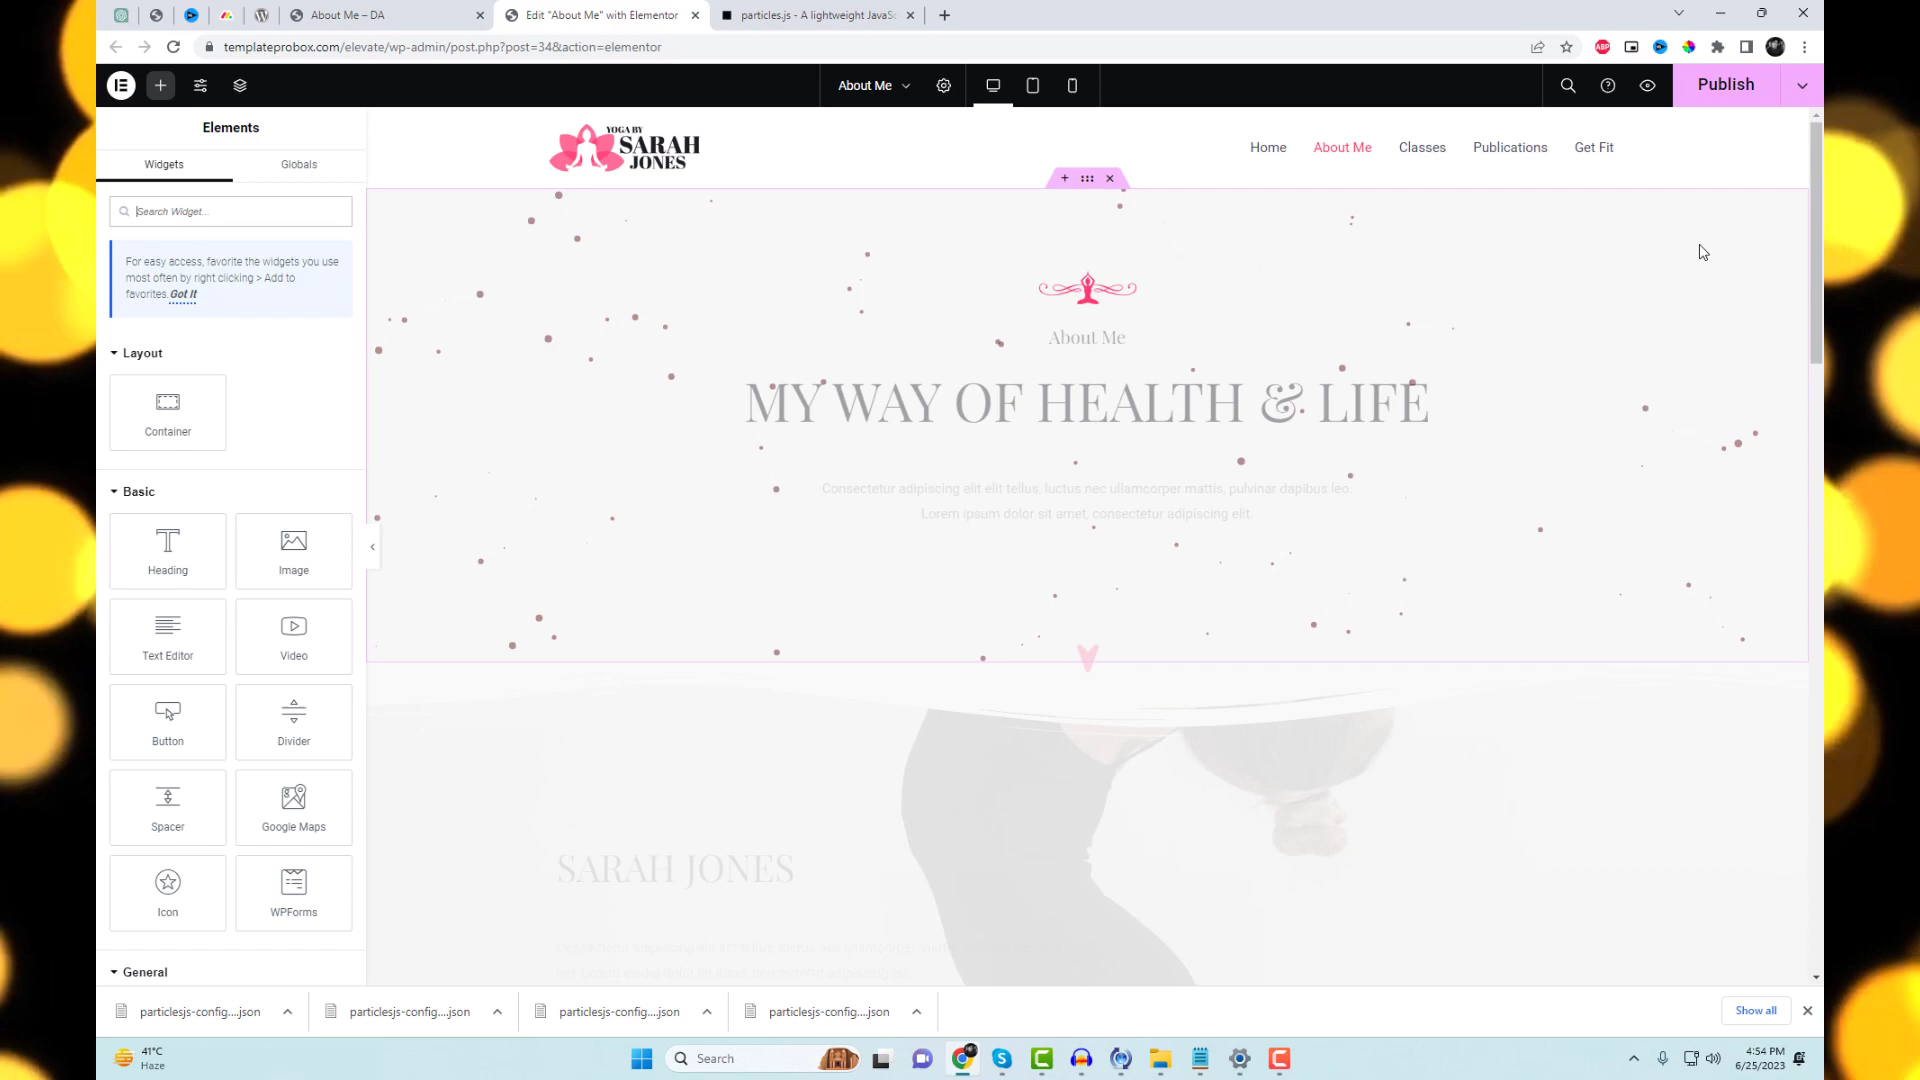 About Me – DA
Edit "About Me" with Elementor
particles.js - A lightweight JavaSc
templateprobox.com/elevate/wp-admin/post.php?post=34&action=elementor
ABP
About Me
Publish
Elements
Widgets
Globals
Search Widget...
For easy access, favorite the widgets you use
most often by right clicking > Add to
favorites. Got It
Layout
Container
Basic
Heading
Image
Text Editor
Video
Button
Divider
Spacer
Google Maps
Icon
WPForms
General
YOGA BY
SARAH
JONES
Home
About Me
Classes
Publications
Get Fit
About Me
MY WAY OF HEALTH & LIFE
Consectetur adipiscing elit elit tellus, luctus nec ullamcorper mattis, pulvinar dapibus leo.
Lorem ipsum dolor sit amet, consectetur adipiscing elit.
SARAH JONES
particlesjs-config....json
particlesjs-config....json
particlesjs-config....json
particlesjs-config....json
Show all
41°C
Haze
Search
4:54 PM
6/25/2023